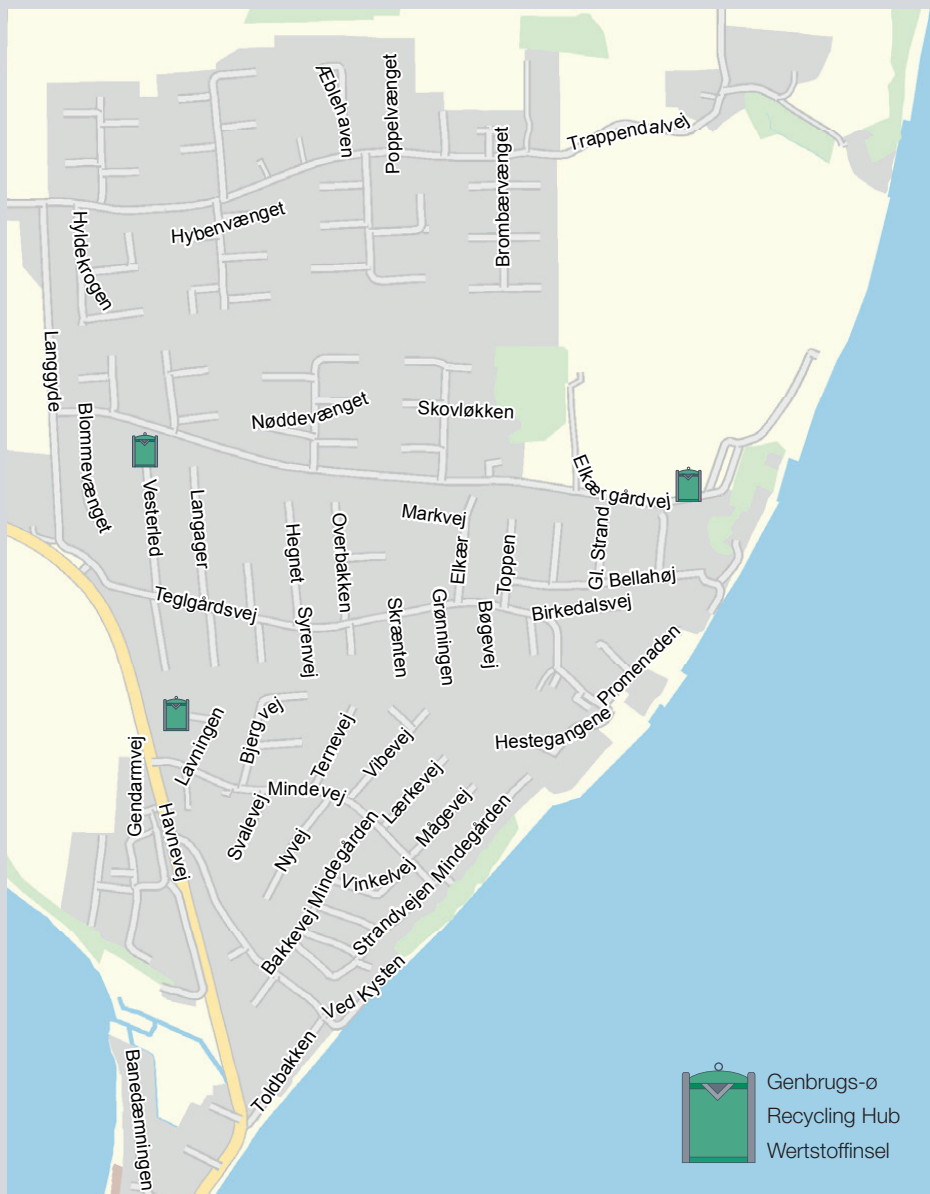 Æblehaven
Poppelvænget
Trappendalvej
Brombærvænget
Hybenvænget
Hyldekrogen
Langgyde
Blommevænget
Nøddevænget
Skovløkken
Elkærgårdvej
Vesterled
Langager
Hegnet
Overbakken
Markvej
Elkær
Toppen
Gl. Strand
Bellahøj
Teglgårdsvej
Syrenvej
Skrænten
Grønningen
Bøgevej
Birkedalsvej
Promenaden
Hestegangene
Lavningen
Bjergvej
Ternevej
Vibevej
Gendarmvej
Havnevej
Mindevej
Svalevej
Nyvej
Lærkevej
Mågevej
Vinkelvej
Bakkevej Mindegården
Strandvejen Mindegården
Ved Kysten
Toldbakken
Banedæmningen
Genbrugs-ø
Recycling Hub
Wertstoffinsel